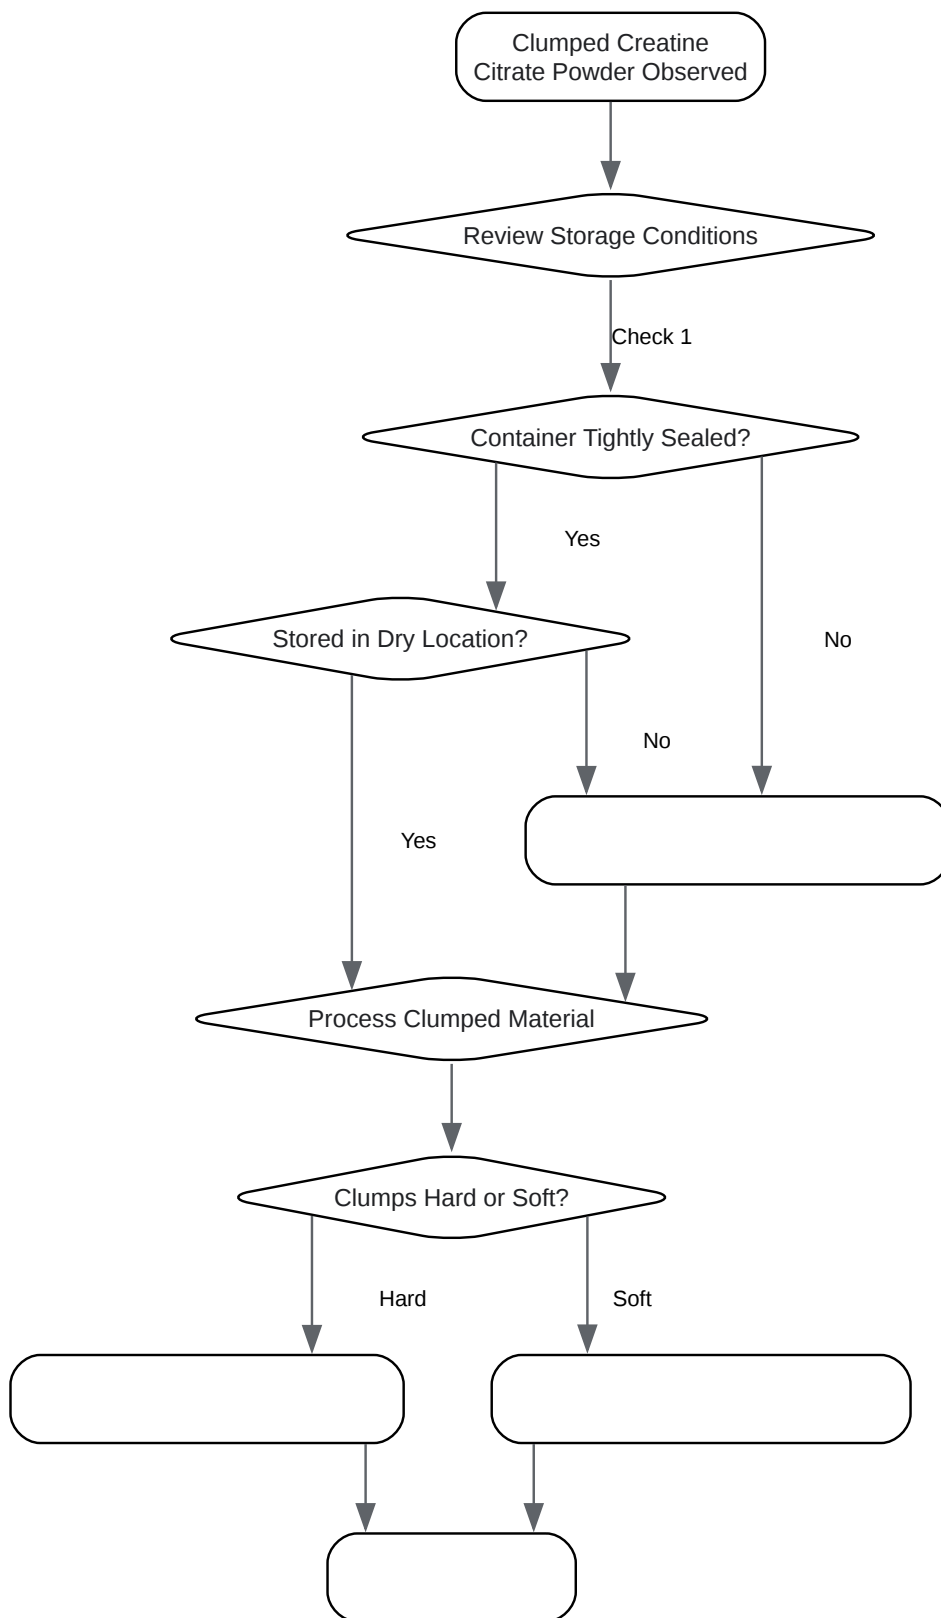 Clumped Creatine
Citrate Powder Observed
Review Storage Conditions
Check 1
Container Tightly Sealed?
Yes
Stored in Dry Location?
No
No
Yes
Process Clumped Material
Clumps Hard or Soft?
Hard
Soft